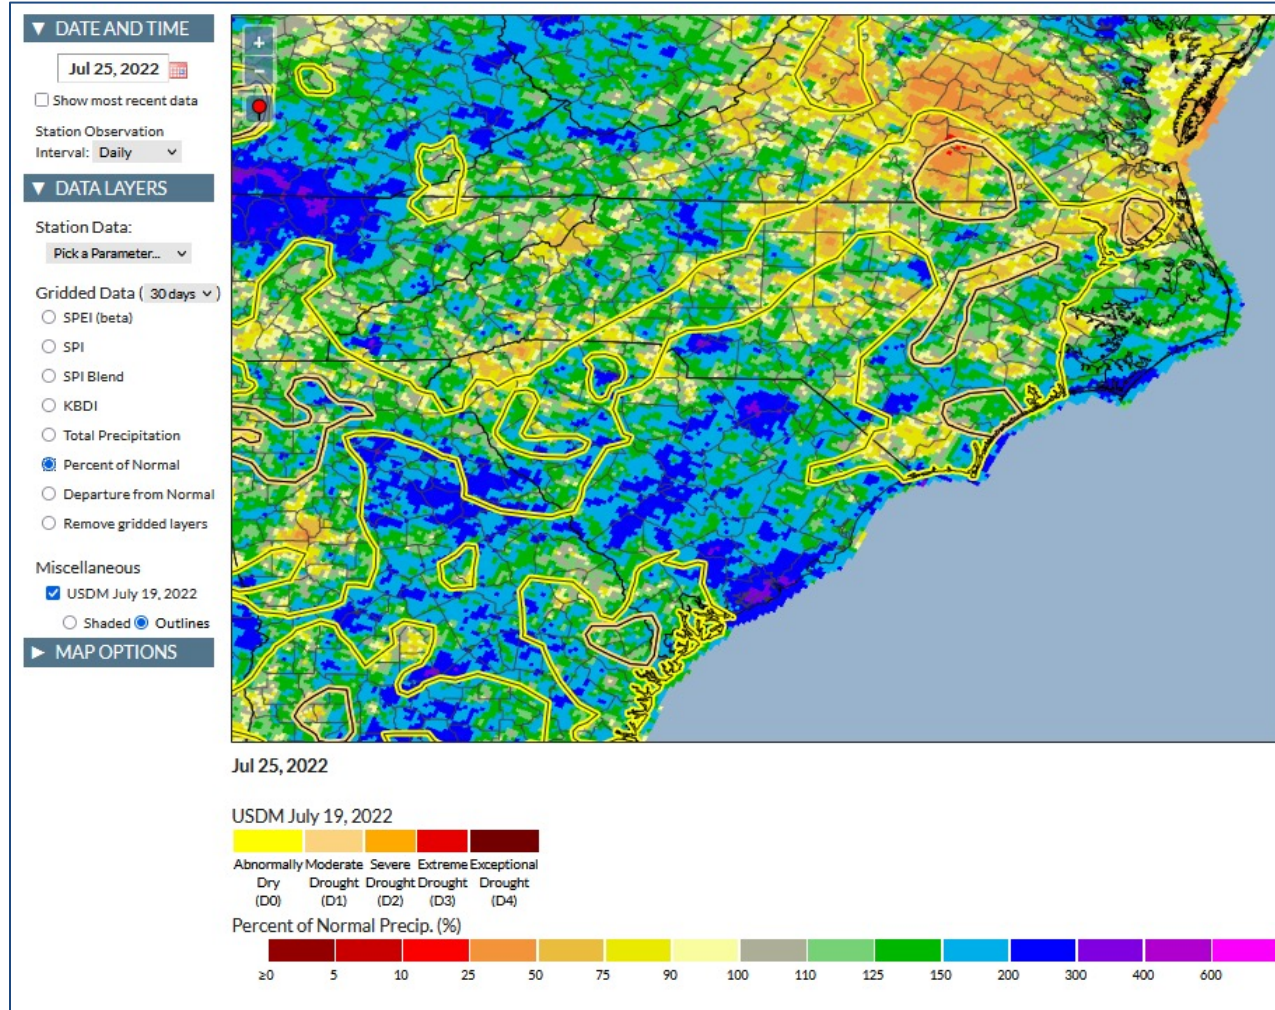 ▼ DATE AND TIME
Jul 25, 2022
Show most recent data
Station Observation
Interval: Daily
▼ DATA LAYERS
Station Data:
Pick a Parameter...
Gridded Data ( 30 days )
SPEI (beta)
SPI
SPI Blend
KBDI
Total Precipitation
Percent of Normal
Departure from Normal
Remove gridded layers
Miscellaneous
USDM July 19, 2022
Shaded Outlines
► MAP OPTIONS
+
−
Jul 25, 2022
USDM July 19, 2022
Abnormally Moderate Severe Extreme Exceptional
Dry Drought Drought Drought Drought
(D0) (D1) (D2) (D3) (D4)
Percent of Normal Precip. (%)
≥0 5 10 25 50 75 90 100 110 125 150 200 300 400 600